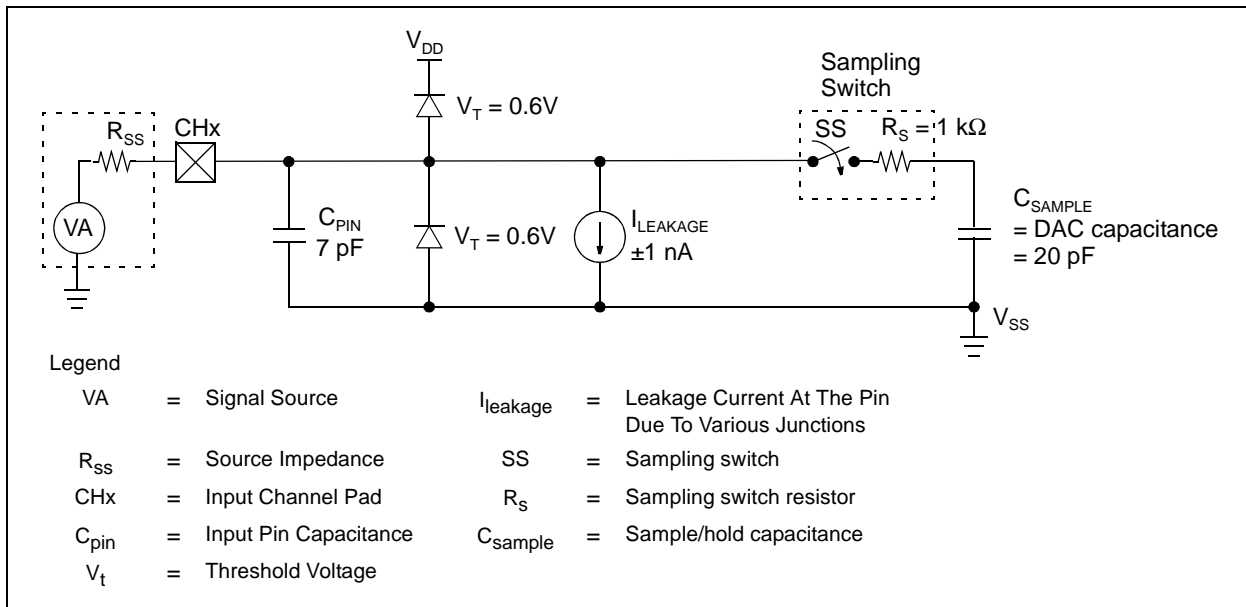 V_DD
Sampling
Switch
V_T = 0.6V
R_SS
CHx
SS
R_S = 1 kΩ
VA
C_PIN
7 pF
V_T = 0.6V
I_LEAKAGE
±1 nA
C_SAMPLE
= DAC capacitance
= 20 pF
V_SS
Legend
VA = Signal Source
I_leakage = Leakage Current At The Pin
Due To Various Junctions
R_ss = Source Impedance
SS = Sampling switch
CHx = Input Channel Pad
R_s = Sampling switch resistor
C_pin = Input Pin Capacitance
C_sample = Sample/hold capacitance
V_t = Threshold Voltage